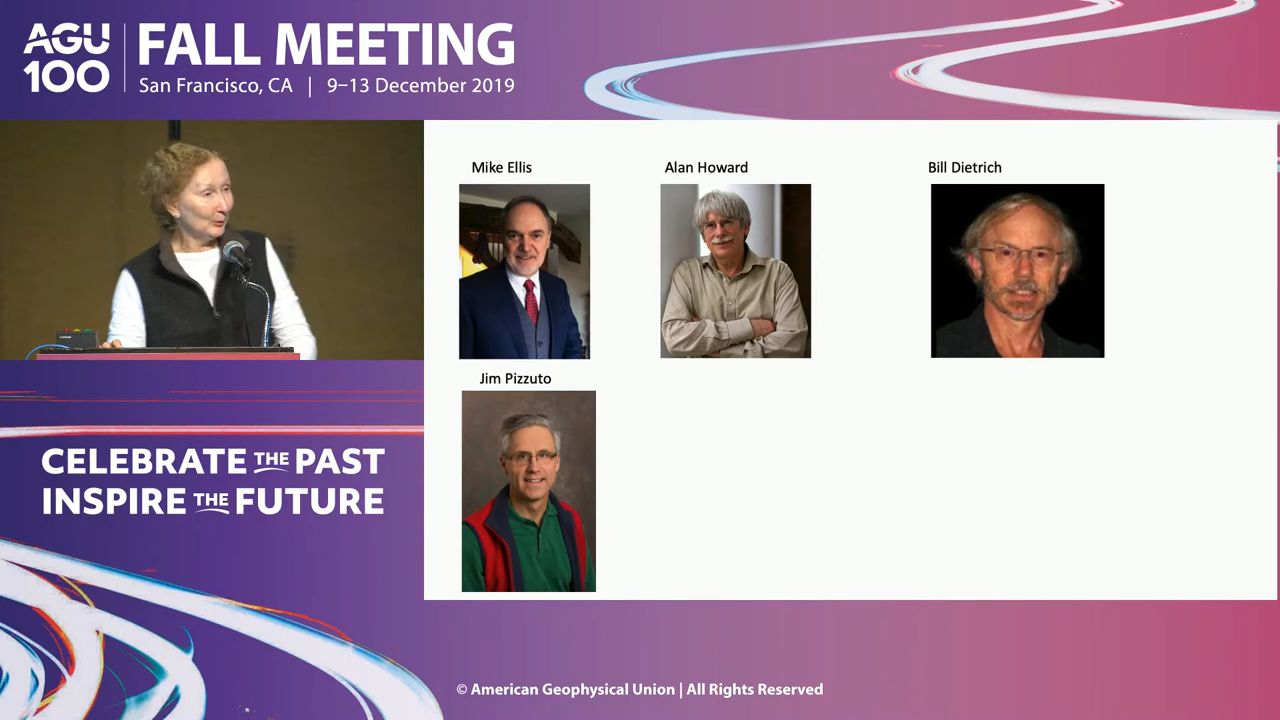 AGU
100
FALL MEETING
San Francisco, CA | 9–13 December 2019
Mike Ellis
Alan Howard
Bill Dietrich
Jim Pizzuto
CELEBRATE THE PAST
INSPIRE THE FUTURE
© American Geophysical Union | All Rights Reserved